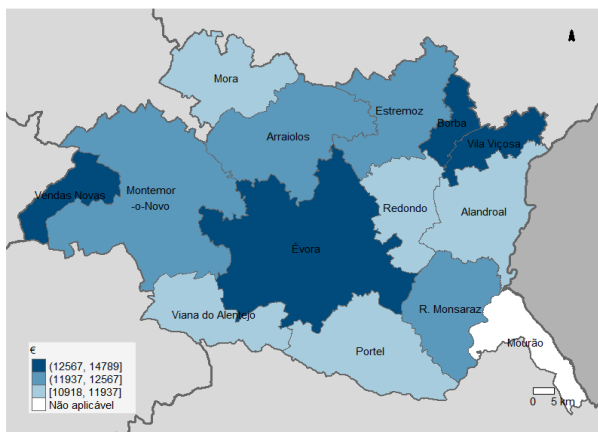 Mora
Estremoz
Borba
Arraiolos
Vila Viçosa
Vendas Novas
Montemor
-o-Novo
Redondo
Alandroal
Évora
R. Monsaraz
Viana do Alentejo
Portel
Mourão
€
(12567, 14789]
(11937, 12567]
[10918, 11937]
Não aplicável
0 5 km